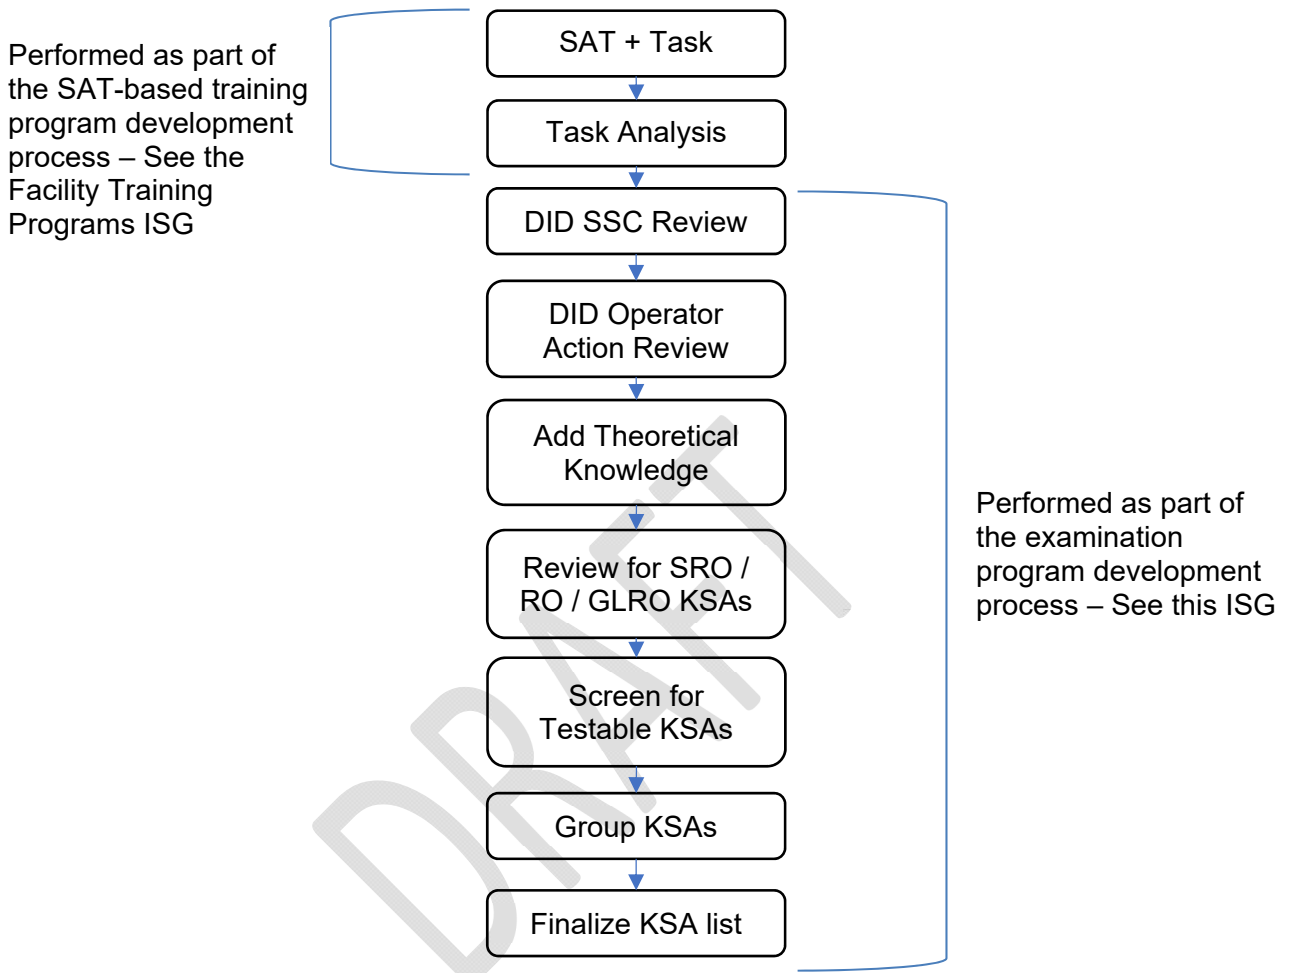 Performed as part of
the SAT-based training
program development
process – See the
Facility Training
Programs ISG
SAT + Task
Task Analysis
DID SSC Review
DID Operator
Action Review
Add Theoretical
Knowledge
Review for SRO /
RO / GLRO KSAs
Screen for
Testable KSAs
Group KSAs
Finalize KSA list
Performed as part of
the examination
program development
process – See this ISG
DRAFT